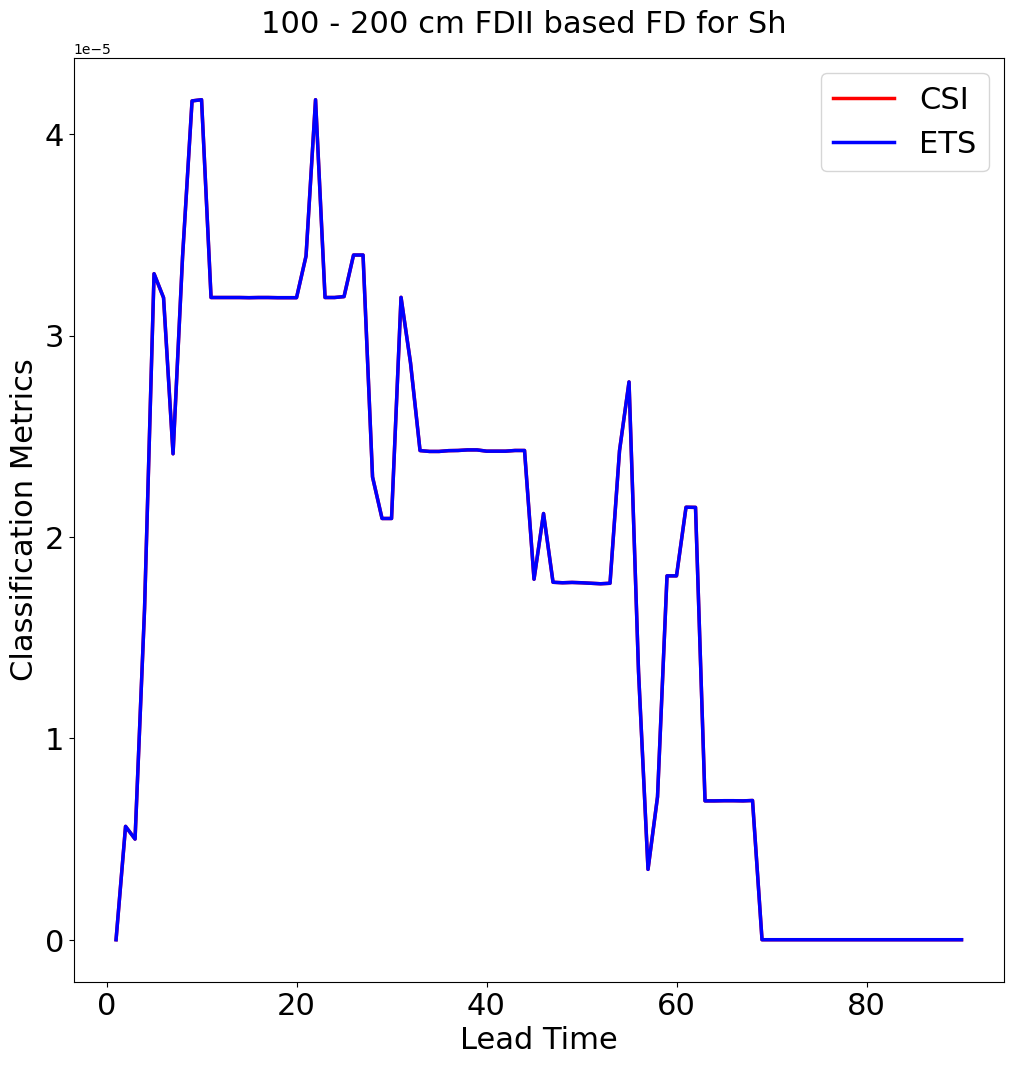 100 - 200 cm FDII based FD for Sh
1e−5
CSI
ETS
4
3
2
1
0
Classification Metrics
0 20 40 60 80
Lead Time